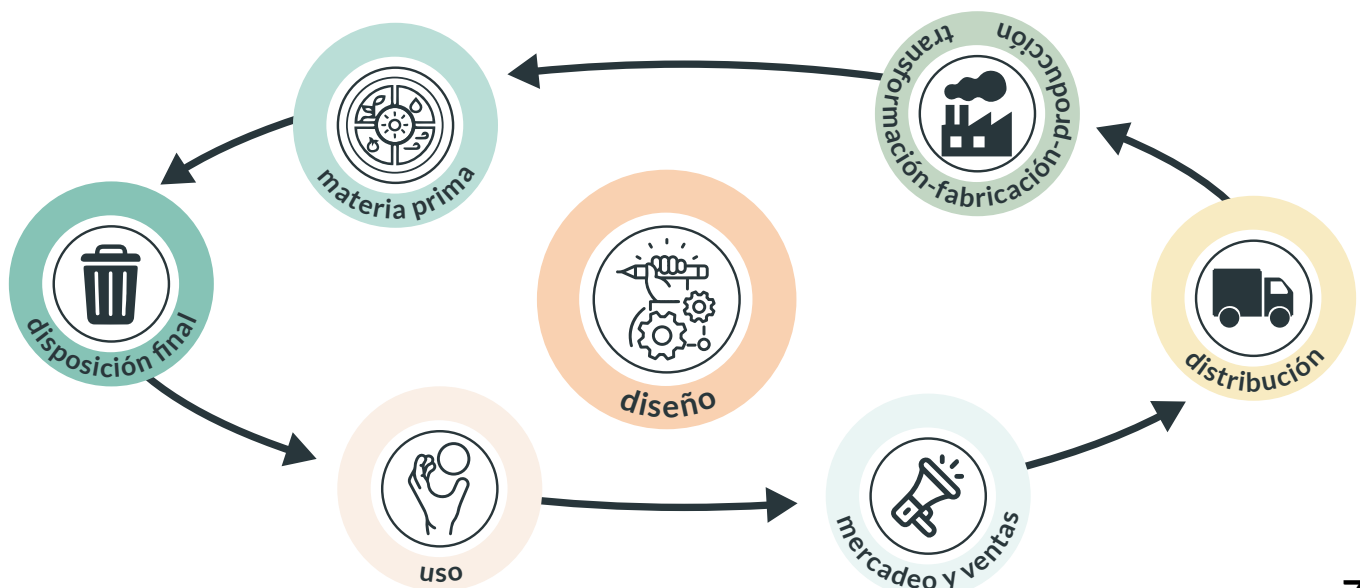 transformación-fabricación-producción
materia prima
disposición final
distribución
diseño
mercadeo y ventas
uso